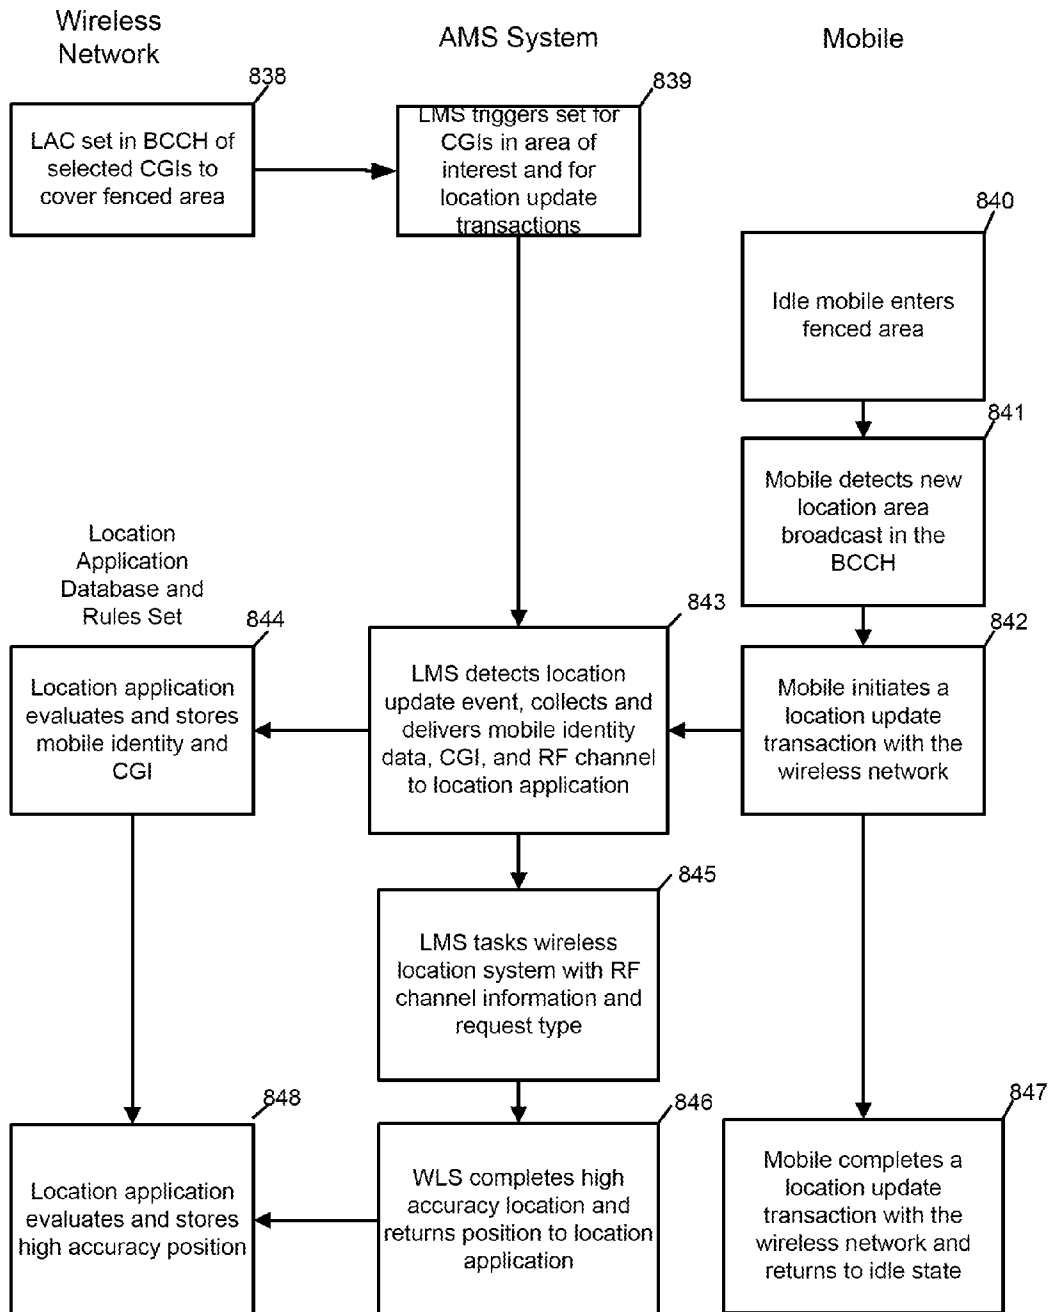 Wireless
Network
AMS System
Mobile
838
LAC set in BCCH of
selected CGIs to
cover fenced area
839
LMS triggers set for
CGIs in area of
interest and for
location update
transactions
840
Idle mobile enters
fenced area
841
Mobile detects new
location area
broadcast in the
BCCH
Location
Application
Database and
Rules Set
844
Location application
evaluates and stores
mobile identity and
CGI
843
LMS detects location
update event, collects and
delivers mobile identity
data, CGI, and RF channel
to location application
842
Mobile initiates a
location update
transaction with the
wireless network
845
LMS tasks wireless
location system with RF
channel information and
request type
848
Location application
evaluates and stores
high accuracy position
846
WLS completes high
accuracy location and
returns position to location
application
847
Mobile completes a
location update
transaction with the
wireless network and
returns to idle state